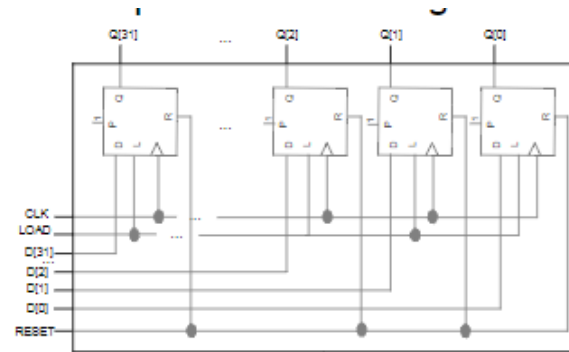 Q[31] ... Q[2] Q[1] Q[0]
Q Q Q Q
P R ... P R P R P R
D L D L D L D L
CLK ...
LOAD ...
D[31]
...
D[2]
D[1]
D[0]
RESET